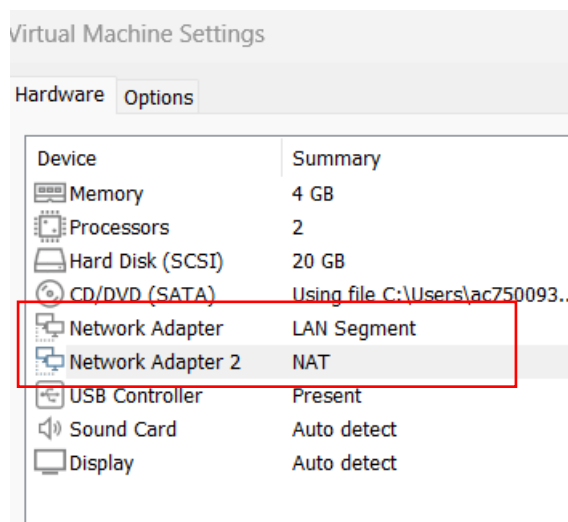 Virtual Machine Settings
Hardware Options
Device Summary
Memory 4 GB
Processors 2
Hard Disk (SCSI) 20 GB
CD/DVD (SATA) Using file C:\Users\ac750093..
Network Adapter LAN Segment
Network Adapter 2 NAT
USB Controller Present
Sound Card Auto detect
Display Auto detect